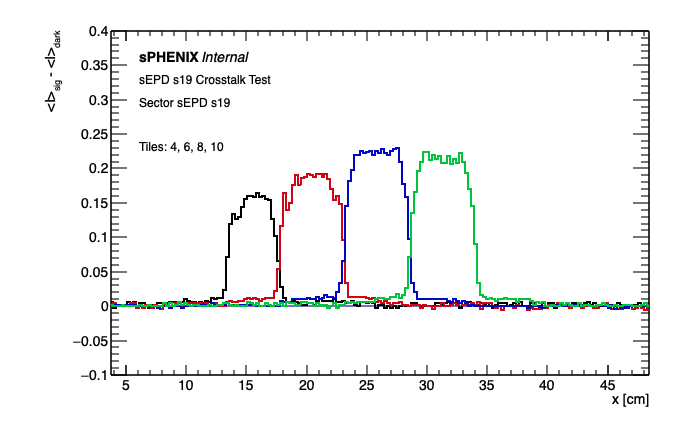 0.4
<I>sig - <I>dark
sPHENIX Internal
0.35
sEPD s19 Crosstalk Test
0.3
Sector sEPD s19
0.25
Tiles: 4, 6, 8, 10
0.2
0.15
0.1
0.05
0
−0.05
−0.1
5 10 15 20 25 30 35 40 45
x [cm]